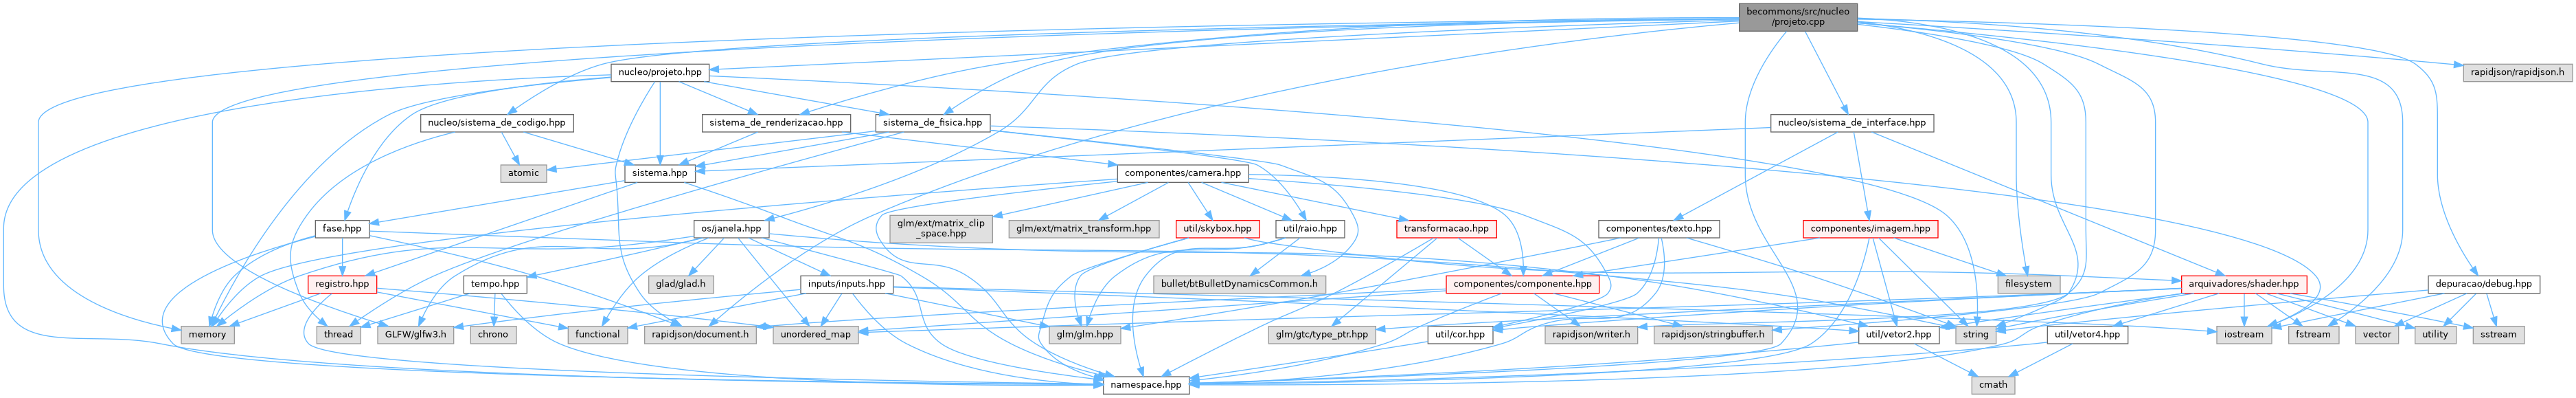 becommons/src/nucleo
/projeto.cpp
nucleo/projeto.hpp
rapidjson/rapidjson.h
nucleo/sistema_de_codigo.hpp
sistema_de_renderizacao.hpp
sistema_de_fisica.hpp
nucleo/sistema_de_interface.hpp
atomic
sistema.hpp
componentes/camera.hpp
fase.hpp
os/janela.hpp
glm/ext/matrix_clip
_space.hpp
glm/ext/matrix_transform.hpp
util/skybox.hpp
util/raio.hpp
transformacao.hpp
componentes/texto.hpp
componentes/imagem.hpp
registro.hpp
glad/glad.h
tempo.hpp
inputs/inputs.hpp
bullet/btBulletDynamicsCommon.h
componentes/componente.hpp
filesystem
arquivadores/shader.hpp
depuracao/debug.hpp
memory
thread
GLFW/glfw3.h
chrono
functional
rapidjson/document.h
unordered_map
glm/glm.hpp
glm/gtc/type_ptr.hpp
util/cor.hpp
rapidjson/writer.h
rapidjson/stringbuffer.h
util/vetor2.hpp
string
util/vetor4.hpp
iostream
fstream
vector
utility
sstream
namespace.hpp
cmath